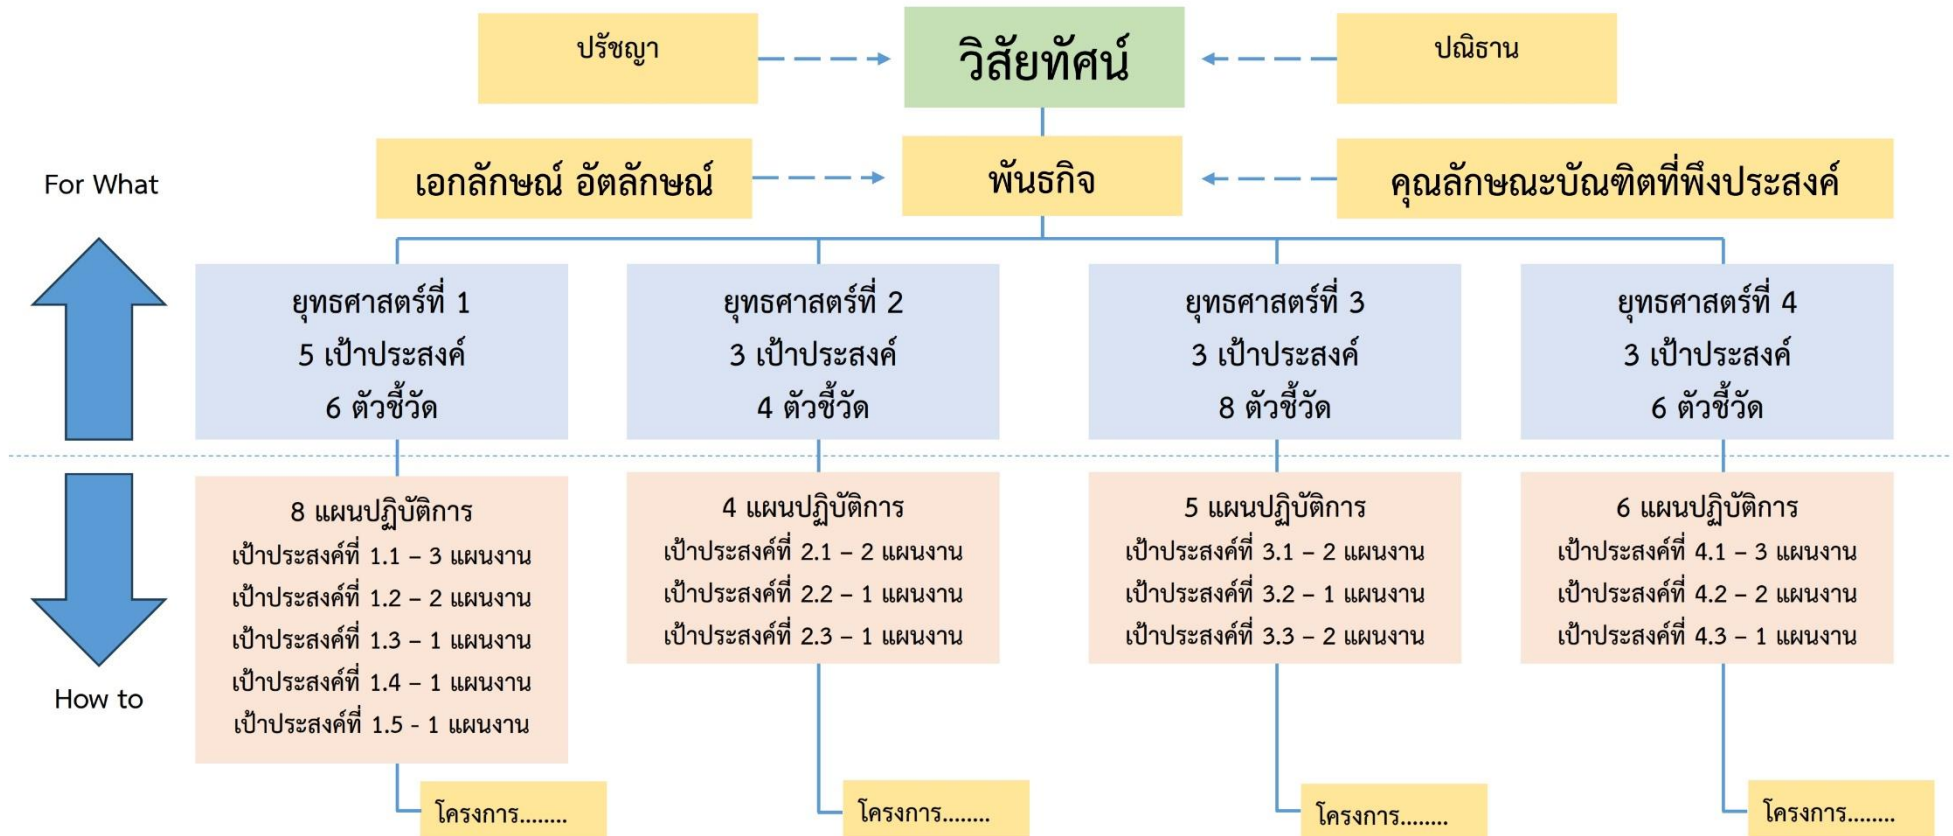 ปรัชญา
วิสัยทัศน์
ปณิธาน
For What
เอกลักษณ์ อัตลักษณ์
พันธกิจ
คุณลักษณะบัณฑิตที่พึงประสงค์
ยุทธศาสตร์ที่ 1
5 เป้าประสงค์
6 ตัวชี้วัด
ยุทธศาสตร์ที่ 2
3 เป้าประสงค์
4 ตัวชี้วัด
ยุทธศาสตร์ที่ 3
3 เป้าประสงค์
8 ตัวชี้วัด
ยุทธศาสตร์ที่ 4
3 เป้าประสงค์
6 ตัวชี้วัด
How to
8 แผนปฏิบัติการ
เป้าประสงค์ที่ 1.1 – 3 แผนงาน
เป้าประสงค์ที่ 1.2 – 2 แผนงาน
เป้าประสงค์ที่ 1.3 – 1 แผนงาน
เป้าประสงค์ที่ 1.4 – 1 แผนงาน
เป้าประสงค์ที่ 1.5 - 1 แผนงาน
4 แผนปฏิบัติการ
เป้าประสงค์ที่ 2.1 – 2 แผนงาน
เป้าประสงค์ที่ 2.2 – 1 แผนงาน
เป้าประสงค์ที่ 2.3 – 1 แผนงาน
5 แผนปฏิบัติการ
เป้าประสงค์ที่ 3.1 – 2 แผนงาน
เป้าประสงค์ที่ 3.2 – 1 แผนงาน
เป้าประสงค์ที่ 3.3 – 2 แผนงาน
6 แผนปฏิบัติการ
เป้าประสงค์ที่ 4.1 – 3 แผนงาน
เป้าประสงค์ที่ 4.2 – 2 แผนงาน
เป้าประสงค์ที่ 4.3 – 1 แผนงาน
โครงการ........
โครงการ........
โครงการ........
โครงการ........